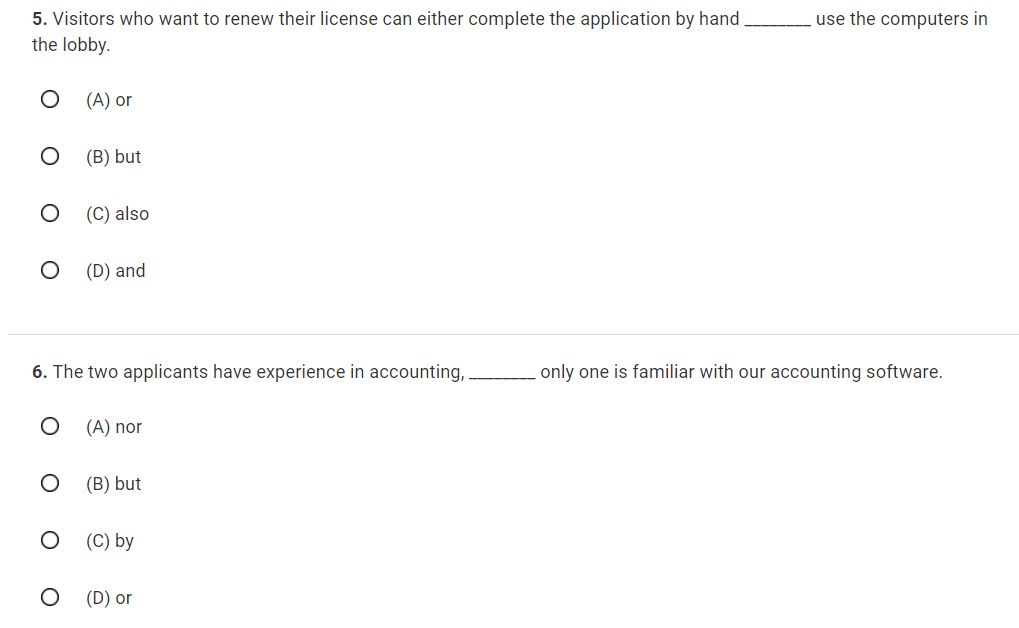 5. Visitors who want to renew their license can either complete the application by hand ________ use the computers in
the lobby.
(A) or
(B) but
(C) also
(D) and
6. The two applicants have experience in accounting, ________ only one is familiar with our accounting software.
(A) nor
(B) but
(C) by
(D) or